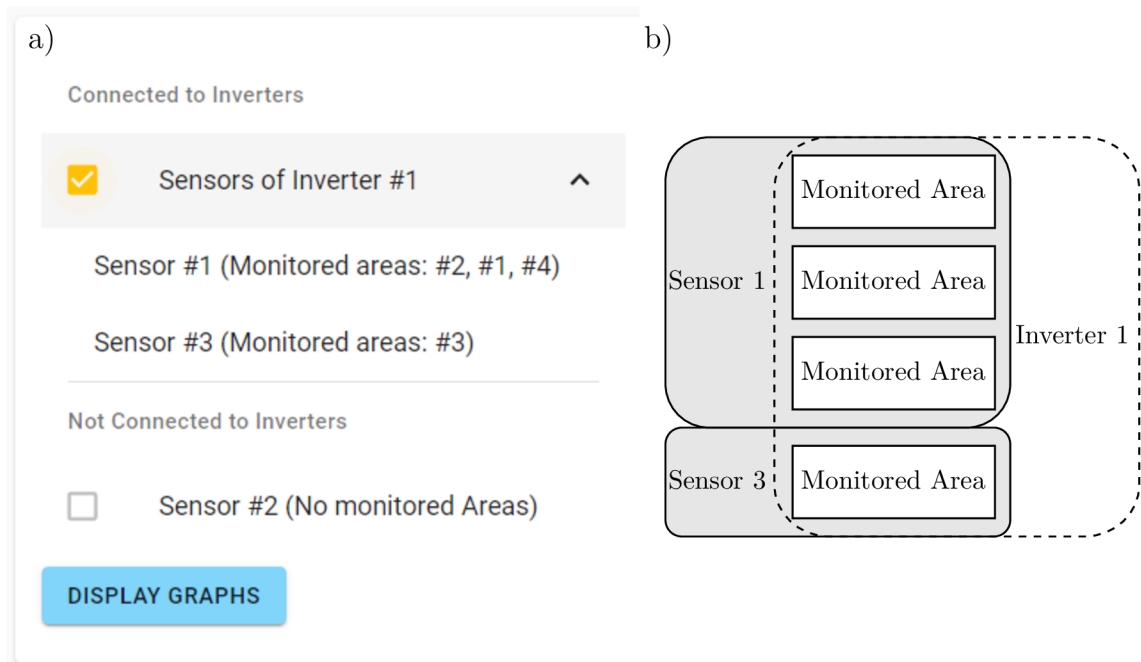 a)
Connected to Inverters
Sensors of Inverter #1
Sensor #1 (Monitored areas: #2, #1, #4)
Sensor #3 (Monitored areas: #3)
Not Connected to Inverters
Sensor #2 (No monitored Areas)
DISPLAY GRAPHS
b)
Monitored Area
Sensor 1
Monitored Area
Inverter 1
Monitored Area
Sensor 3
Monitored Area